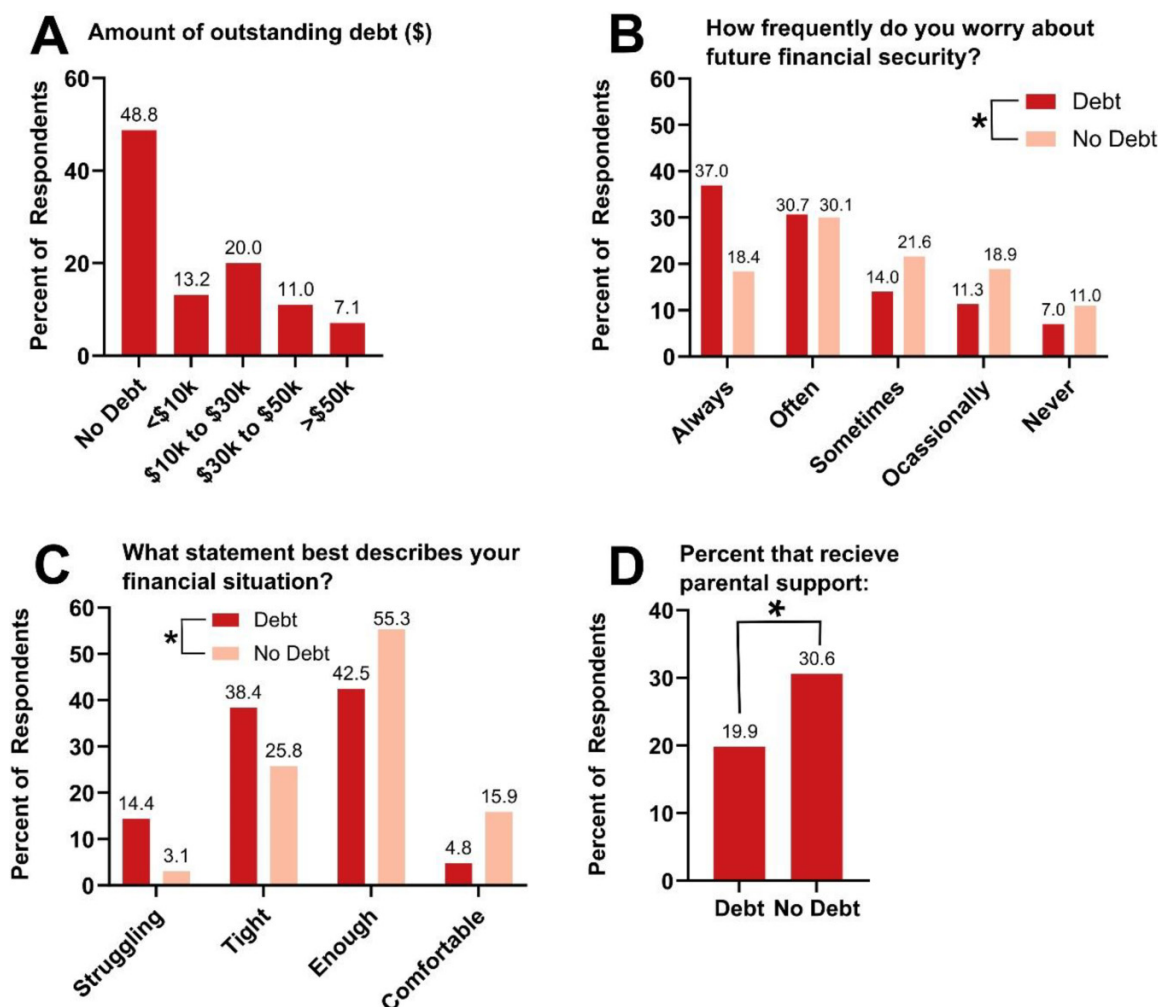 A Amount of outstanding debt ($)
Percent of Respondents
60
40
20
0
48.8
13.2
20.0
11.0
7.1
No Debt
<$10k
$10k to $30k
$30k to $50k
>$50k
B How frequently do you worry about
future financial security?
Percent of Respondents
60
50
40
30
20
10
0
* Debt
No Debt
37.0
18.4
30.7
30.1
14.0
21.6
11.3
18.9
7.0
11.0
Always
Often
Sometimes
Ocassionally
Never
C What statement best describes your
financial situation?
Percent of Respondents
60
50
40
30
20
10
0
* Debt
No Debt
14.4
3.1
38.4
25.8
42.5
55.3
4.8
15.9
Struggling
Tight
Enough
Comfortable
D Percent that recieve
parental support:
Percent of Respondents
40
30
20
10
0
*
19.9
30.6
Debt No Debt